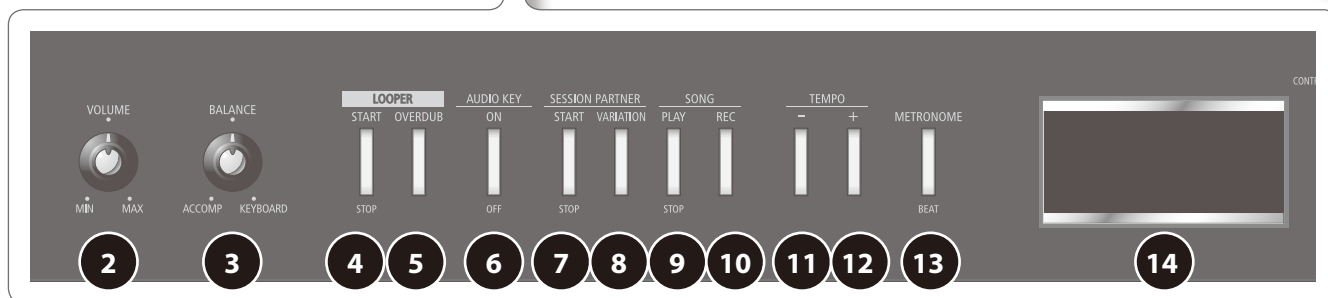 CONT
LOOPER AUDIO KEY SESSION PARTNER SONG TEMPO
VOLUME BALANCE START OVERDUB ON START VARIATION PLAY REC − + METRONOME
MIN MAX ACCOMP KEYBOARD STOP OFF STOP STOP BEAT
2 3 4 5 6 7 8 9 10 11 12 13 14